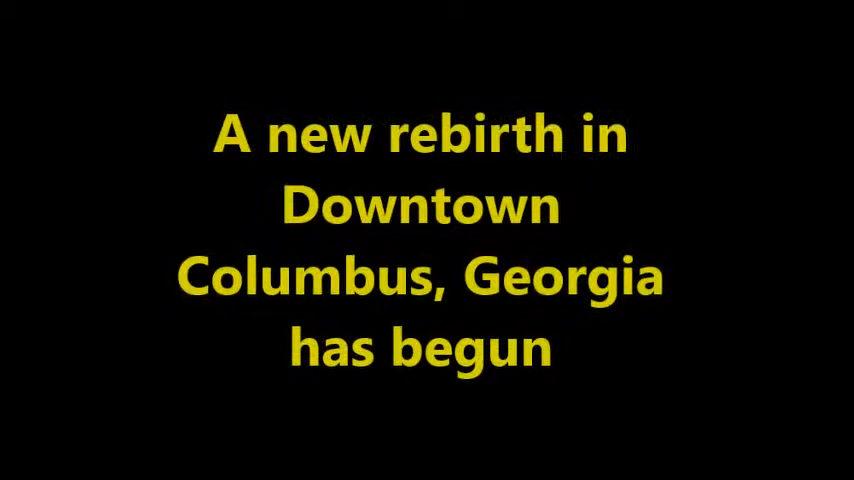 A new rebirth in
Downtown
Columbus, Georgia
has begun